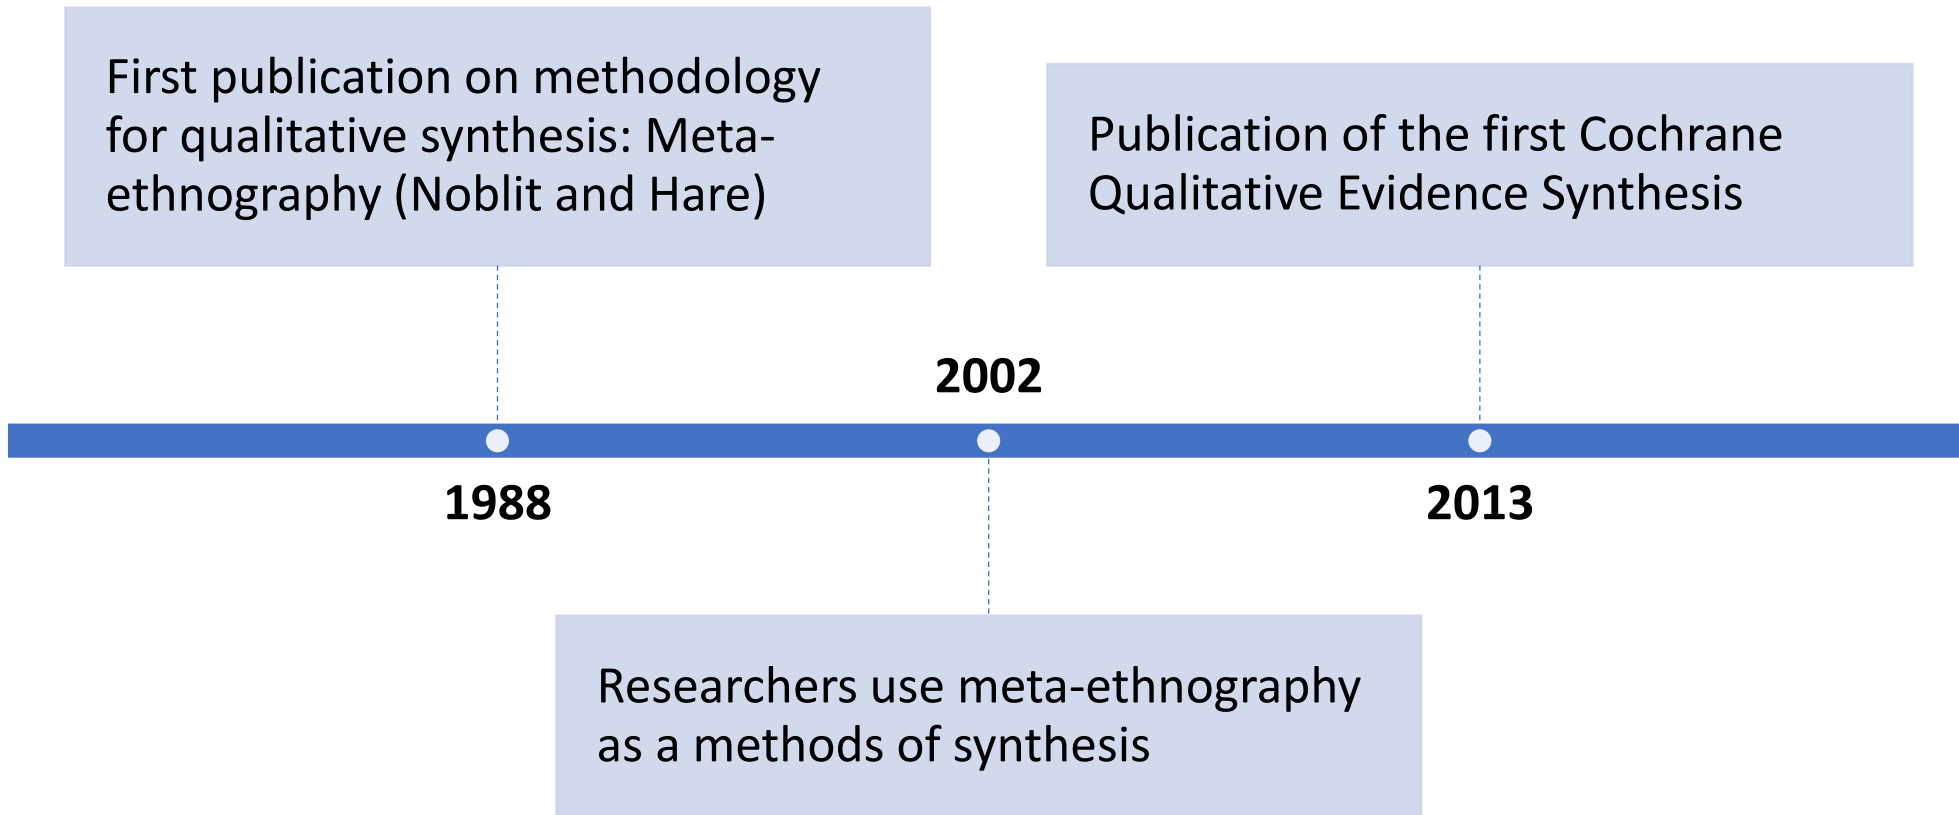 First publication on methodology
for qualitative synthesis: Meta-
ethnography (Noblit and Hare)
Publication of the first Cochrane
Qualitative Evidence Synthesis
2002
1988
2013
Researchers use meta-ethnography
as a methods of synthesis